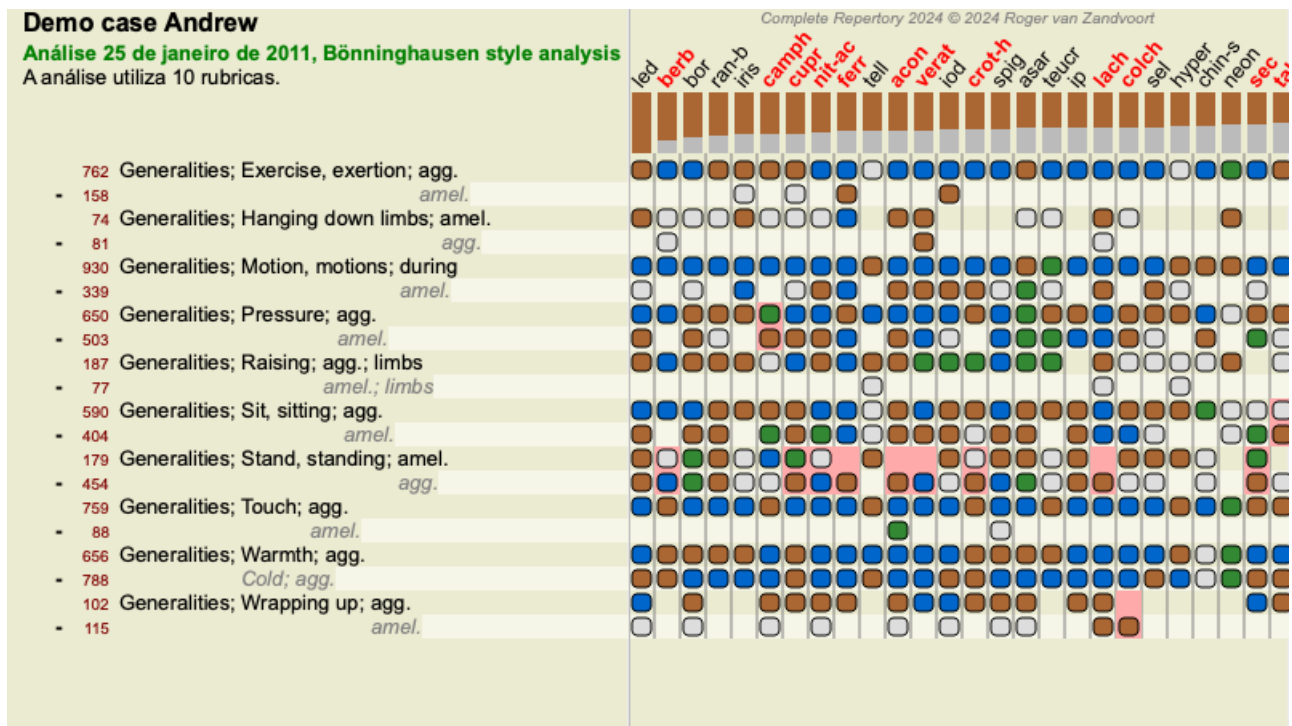 Demo case Andrew
Complete Repertory 2024 © 2024 Roger van Zandvoort
Análise 25 de janeiro de 2011, Bönninghausen style analysis
A análise utiliza 10 rubricas.
led berb bor ran-b iris camph cupr nit-ac ferr tell acon verat iod crot-h spig asar teucr ip lach colch sel hyper chin-s neon sec
762 Generalities; Exercise, exertion; agg.
- 158 amel.
74 Generalities; Hanging down limbs; amel.
- 81 agg.
930 Generalities; Motion, motions; during
- 339 amel.
650 Generalities; Pressure; agg.
- 503 amel.
187 Generalities; Raising; agg.; limbs
- 77 amel.; limbs
590 Generalities; Sit, sitting; agg.
- 404 amel.
179 Generalities; Stand, standing; amel.
- 454 agg.
759 Generalities; Touch; agg.
- 88 amel.
656 Generalities; Warmth; agg.
- 788 Cold; agg.
102 Generalities; Wrapping up; agg.
- 115 amel.